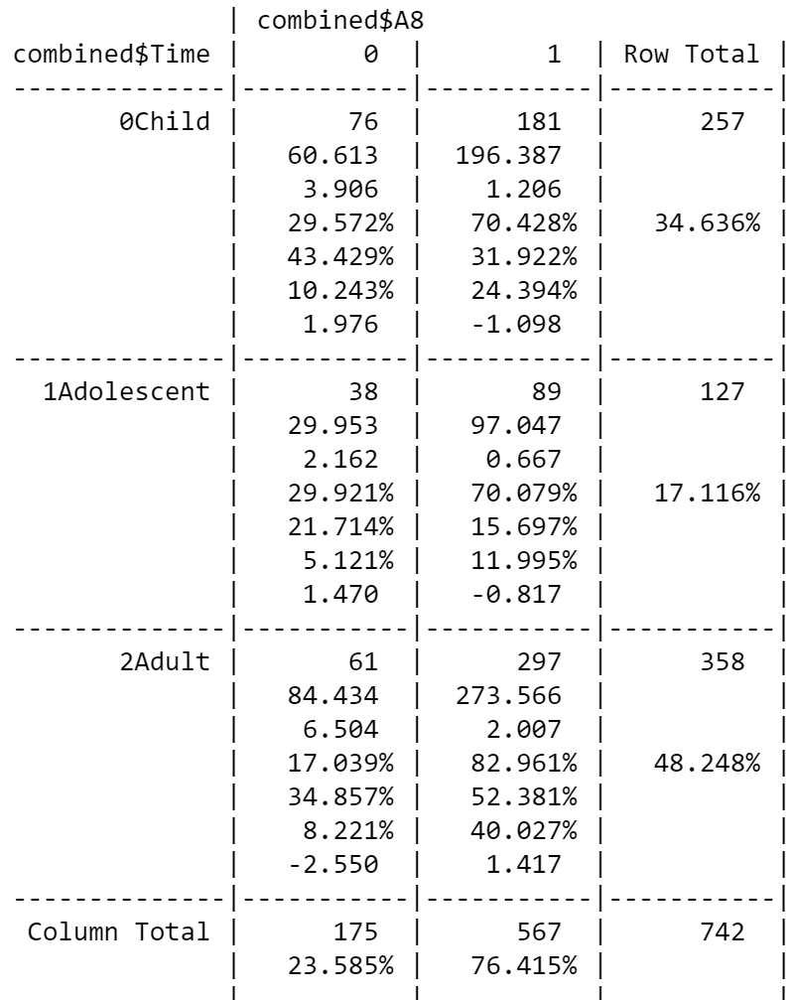 | combined$A8
combined$Time |         0 |         1 | Row Total |
--------------|-----------|-----------|-----------|
       0Child |        76 |       181 |       257 |
              |    60.613 |   196.387 |           |
              |     3.906 |     1.206 |           |
              |   29.572% |   70.428% |   34.636% |
              |   43.429% |   31.922% |           |
              |   10.243% |   24.394% |           |
              |     1.976 |    -1.098 |           |
--------------|-----------|-----------|-----------|
  1Adolescent |        38 |        89 |       127 |
              |    29.953 |    97.047 |           |
              |     2.162 |     0.667 |           |
              |   29.921% |   70.079% |   17.116% |
              |   21.714% |   15.697% |           |
              |    5.121% |   11.995% |           |
              |     1.470 |    -0.817 |           |
--------------|-----------|-----------|-----------|
       2Adult |        61 |       297 |       358 |
              |    84.434 |   273.566 |           |
              |     6.504 |     2.007 |           |
              |   17.039% |   82.961% |   48.248% |
              |   34.857% |   52.381% |           |
              |    8.221% |   40.027% |           |
              |    -2.550 |     1.417 |           |
--------------|-----------|-----------|-----------|
 Column Total |       175 |       567 |       742 |
              |   23.585% |   76.415% |           |